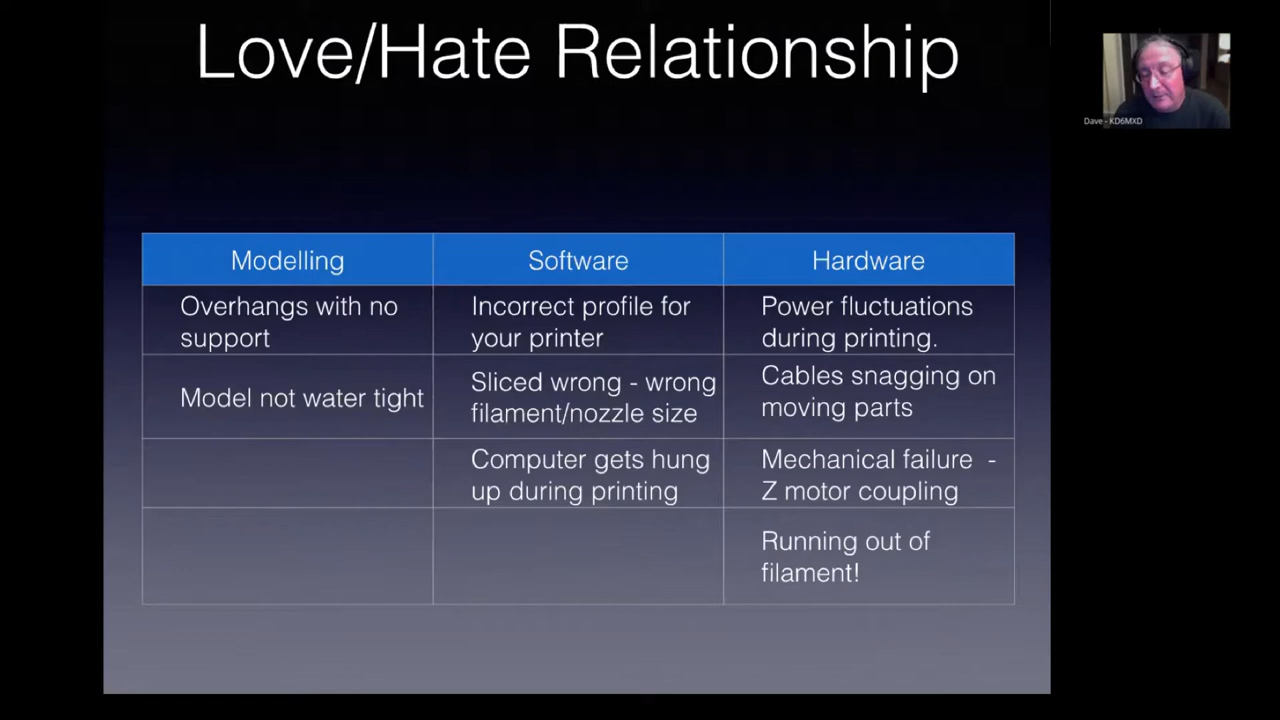 Love/Hate Relationship
Dave - KD6MXD
Modelling
Software
Hardware
Overhangs with no
support
Incorrect profile for
your printer
Power fluctuations
during printing.
Model not water tight
Sliced wrong - wrong
filament/nozzle size
Cables snagging on
moving parts
Computer gets hung
up during printing
Mechanical failure -
Z motor coupling
Running out of
filament!